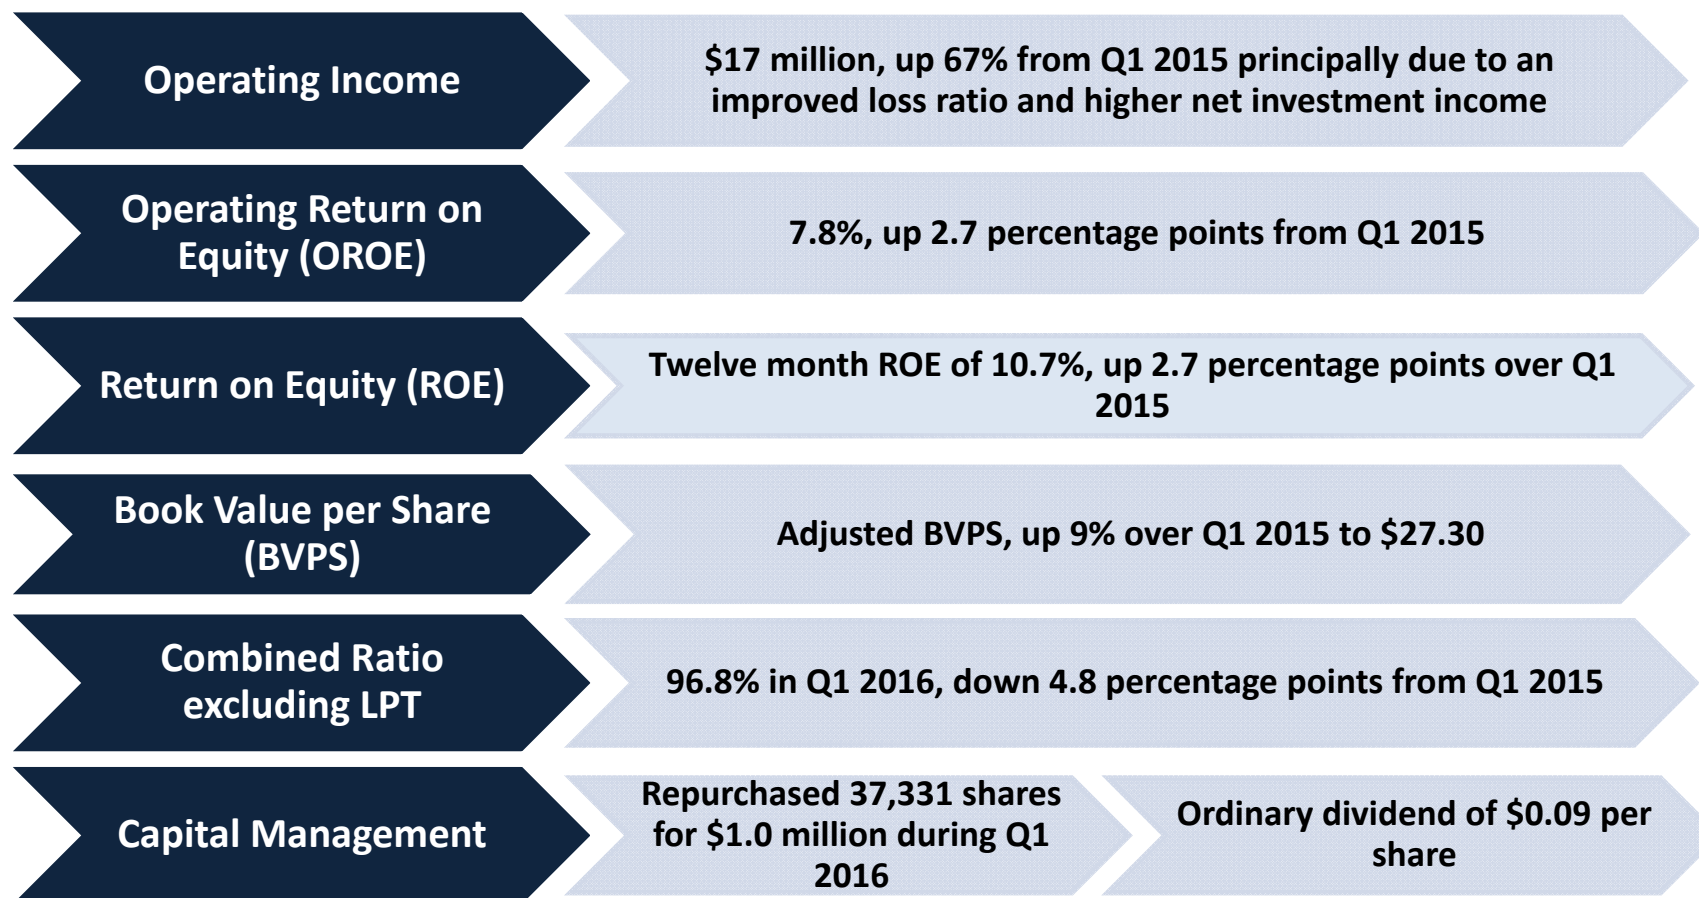 Operating Income
$17 million, up 67% from Q1 2015 principally due to an
improved loss ratio and higher net investment income
Operating Return on
Equity (OROE)
7.8%, up 2.7 percentage points from Q1 2015
Return on Equity (ROE)
Twelve month ROE of 10.7%, up 2.7 percentage points over Q1
2015
Book Value per Share
(BVPS)
Adjusted BVPS, up 9% over Q1 2015 to $27.30
Combined Ratio
excluding LPT
96.8% in Q1 2016, down 4.8 percentage points from Q1 2015
Capital Management
Repurchased 37,331 shares
for $1.0 million during Q1
2016
Ordinary dividend of $0.09 per
share